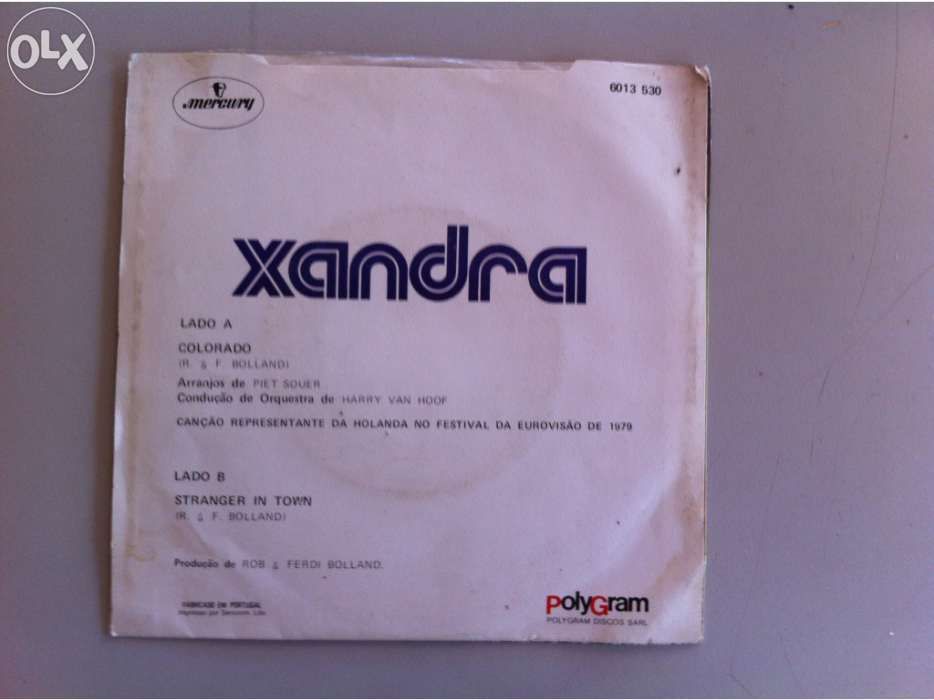 OLX
mercury
6013 530
xandra
LADO A
COLORADO
(R. & F. BOLLAND)
Arranjos de PIET SOUER
Condução de Orquestra de HARRY VAN HOOF
CANÇÃO REPRESENTANTE DA HOLANDA NO FESTIVAL DA EUROVISÃO DE 1979
LADO B
STRANGER IN TOWN
(R. & F. BOLLAND)
Produção de ROB & FERDI BOLLAND.
FABRICADO EM PORTUGAL
PolyGram
POLYGRAM DISCOS SARL